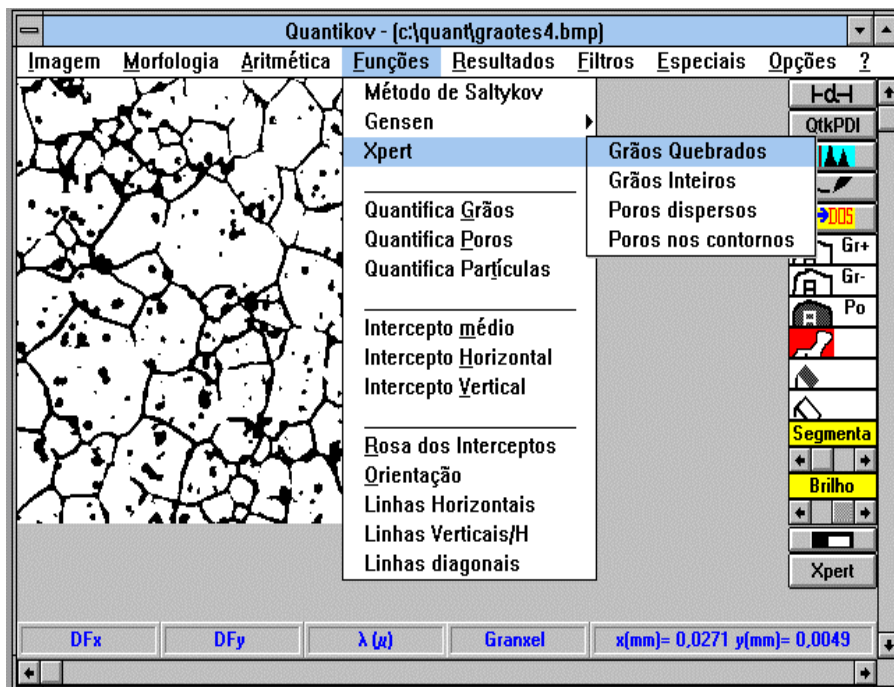 Quantikov - (c:\quant\graotes4.bmp)
Imagem Morfologia Aritmética Funções Resultados Filtros Especiais Opções ?
Método de Saltykov
Gensen
Xpert
Quantifica Grãos
Quantifica Poros
Quantifica Partículas
Intercepto médio
Intercepto Horizontal
Intercepto Vertical
Rosa dos Interceptos
Orientação
Linhas Horizontais
Linhas Verticais/H
Linhas diagonais
Grãos Quebrados
Grãos Inteiros
Poros dispersos
Poros nos contornos
⊢d⊣
QtkPDI
DOS
Gr+
Gr-
Po
Segmenta
Brilho
Xpert
DFx DFy λ (μ) Granxel x(mm)= 0,0271 y(mm)= 0,0049